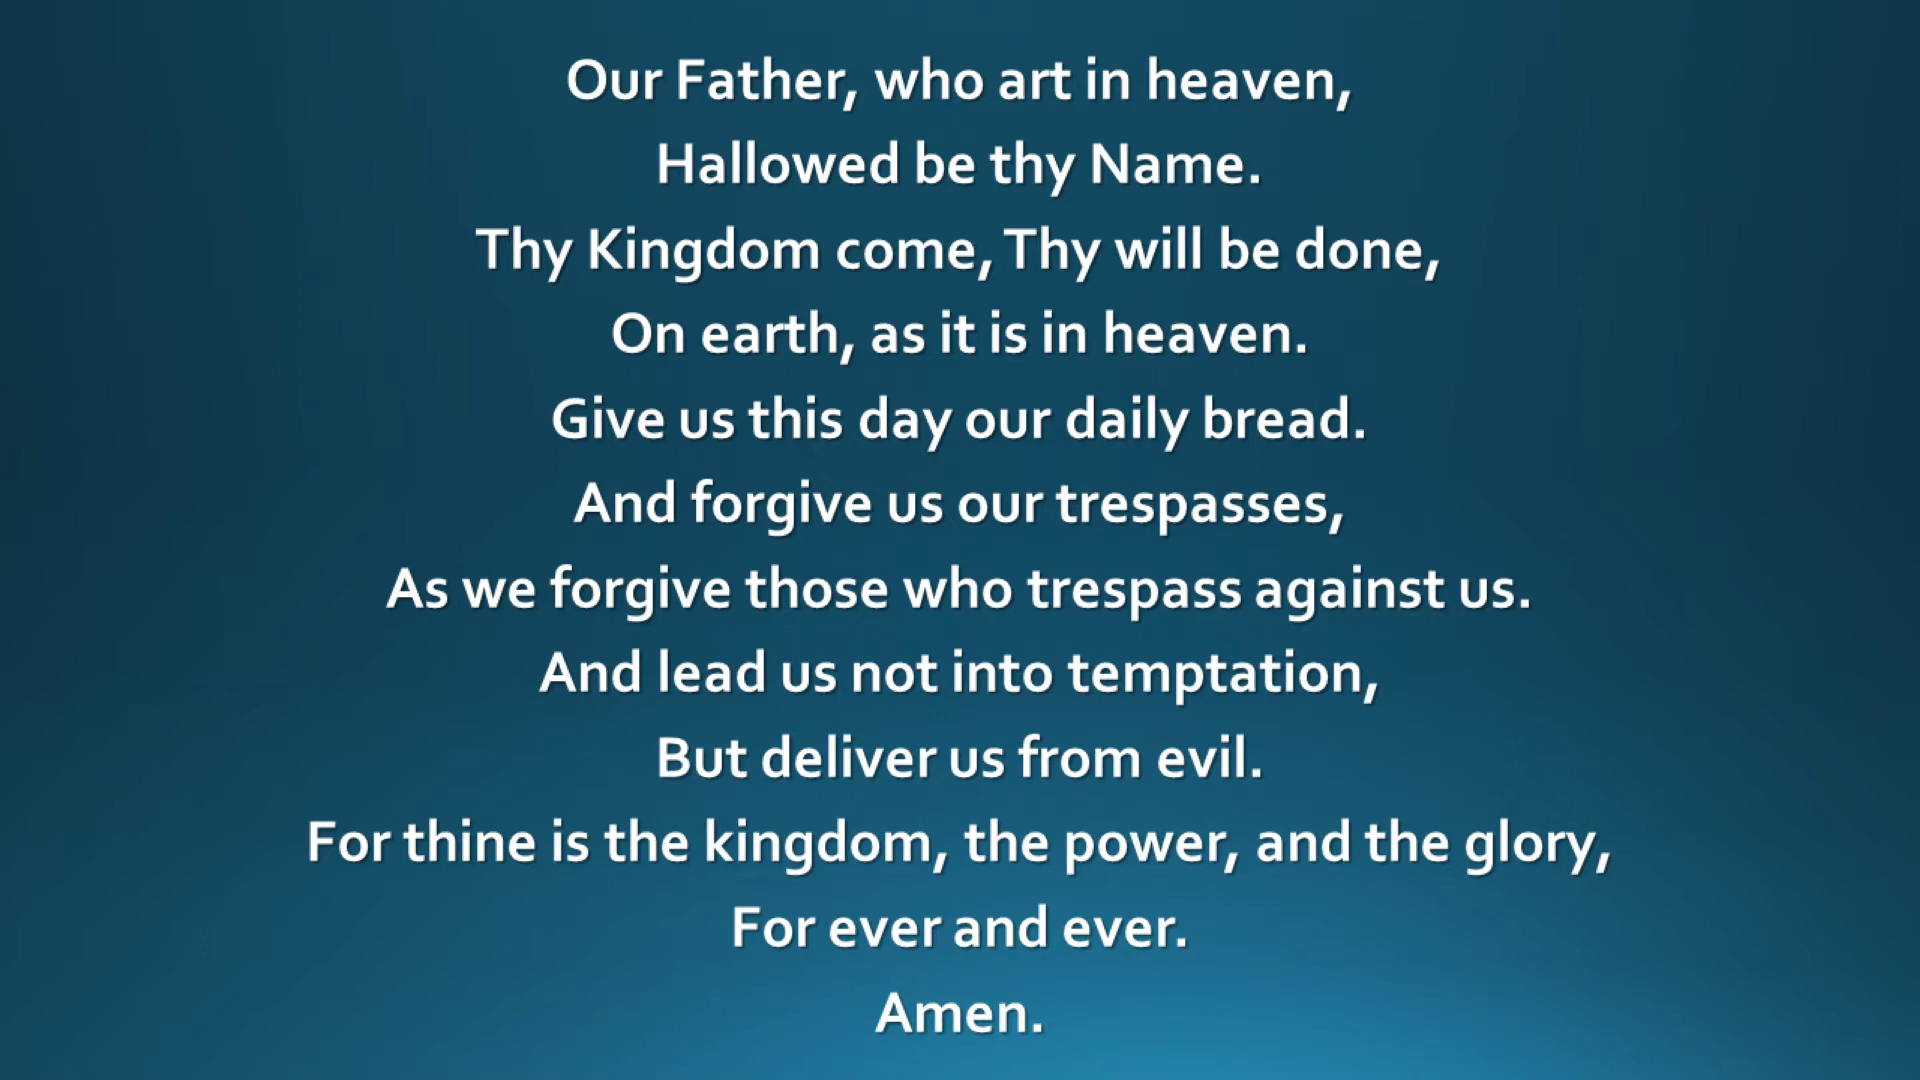 Our Father, who art in heaven,
Hallowed be thy Name.
Thy Kingdom come, Thy will be done,
On earth, as it is in heaven.
Give us this day our daily bread.
And forgive us our trespasses,
As we forgive those who trespass against us.
And lead us not into temptation,
But deliver us from evil.
For thine is the kingdom, the power, and the glory,
For ever and ever.
Amen.